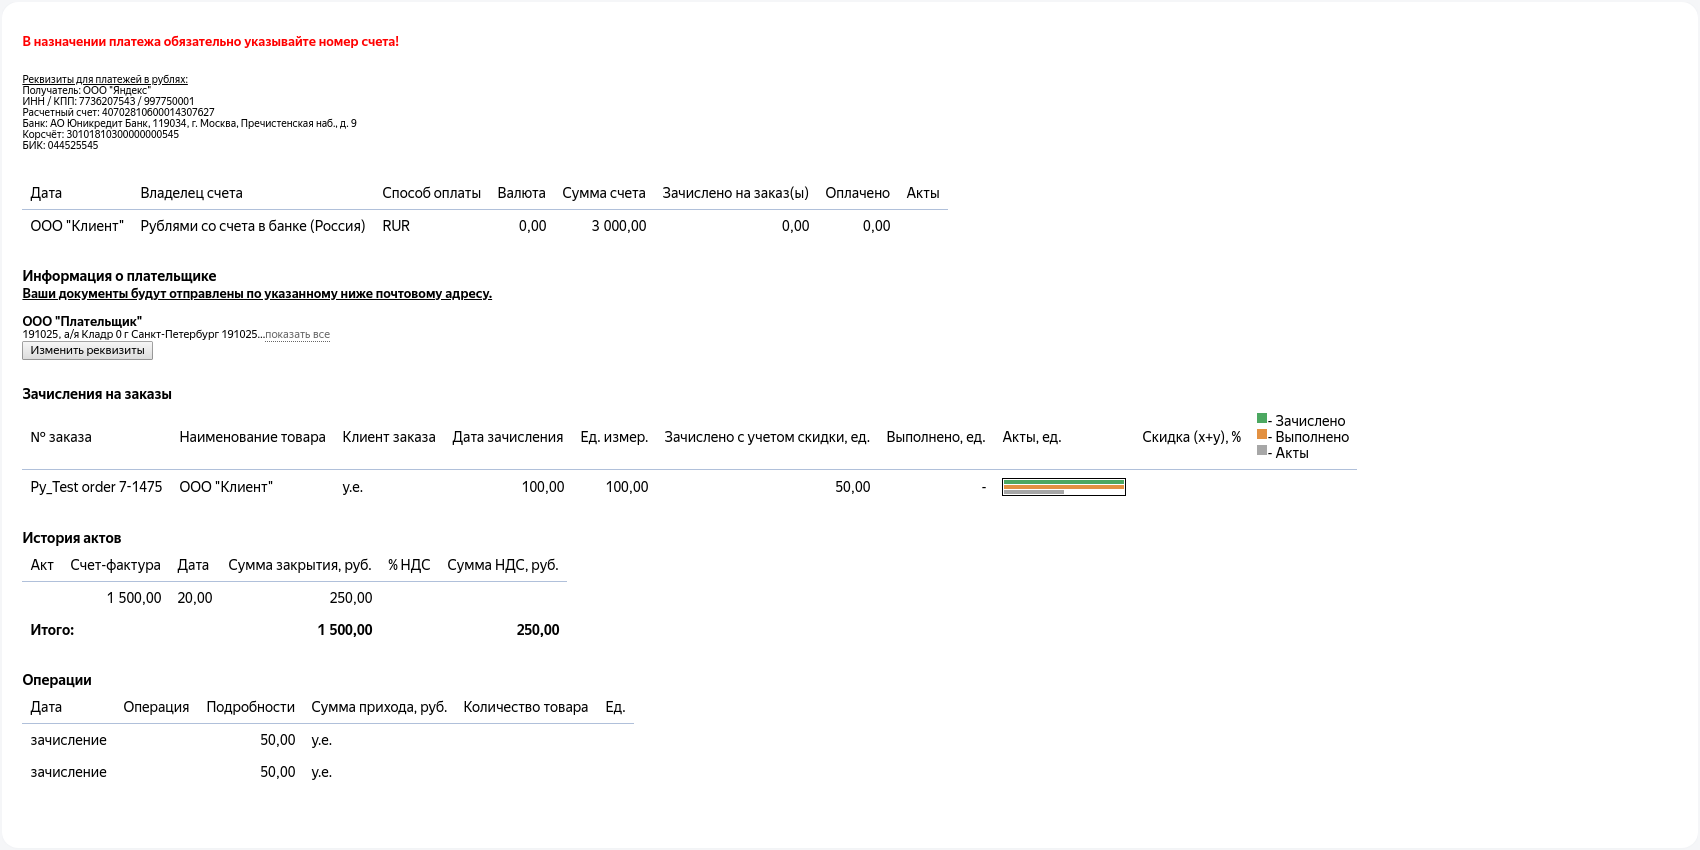 В назначении платежа обязательно указывайте номер счета!
Реквизиты для платежей в рублях:
Получатель: ООО "Яндекс"
ИНН / КПП: 7736207543 / 997750001
Расчетный счет: 40702810600014307627
Банк: АО Юникредит Банк, 119034, г. Москва, Пречистенская наб., д. 9
Корсчёт: 30101810300000000545
БИК: 044525545
Дата Владелец счета Способ оплаты Валюта Сумма счета Зачислено на заказ(ы) Оплачено Акты
ООО "Клиент" Рублями со счета в банке (Россия) RUR 0,00 3 000,00 0,00 0,00
Информация о плательщике
Ваши документы будут отправлены по указанному ниже почтовому адресу.
ООО "Плательщик"
191025, а/я Кладр 0 г Санкт-Петербург 191025...показать все
Изменить реквизиты
Зачисления на заказы
№ заказа Наименование товара Клиент заказа Дата зачисления Ед. измер. Зачислено с учетом скидки, ед. Выполнено, ед. Акты, ед. Скидка (x+y), %
- Зачислено
- Выполнено
- Акты
Py_Test order 7-1475 ООО "Клиент" у.е. 100,00 100,00 50,00 -
История актов
Акт Счет-фактура Дата Сумма закрытия, руб. % НДС Сумма НДС, руб.
1 500,00 20,00 250,00
Итого: 1 500,00 250,00
Операции
Дата Операция Подробности Сумма прихода, руб. Количество товара Ед.
зачисление 50,00 у.е.
зачисление 50,00 у.е.